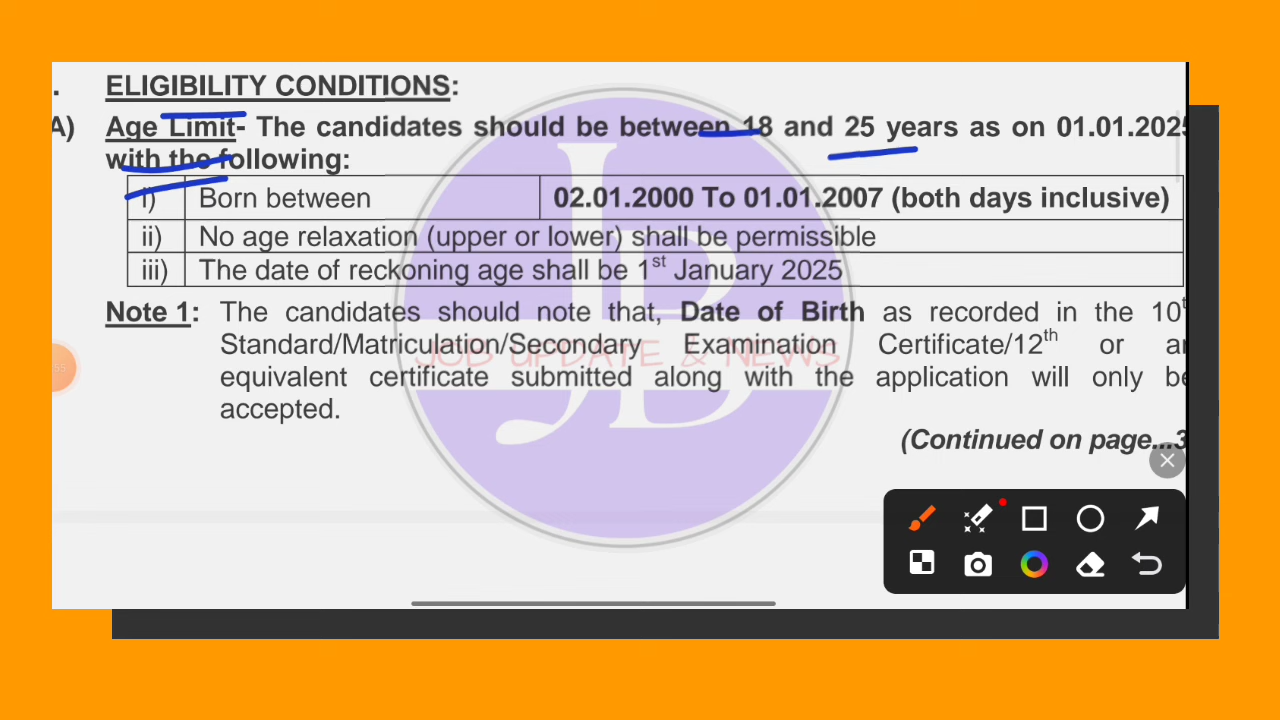 . ELIGIBILITY CONDITIONS:
A) Age Limit- The candidates should be between 18 and 25 years as on 01.01.2025
with the following:
i) Born between 02.01.2000 To 01.01.2007 (both days inclusive)
ii) No age relaxation (upper or lower) shall be permissible
iii) The date of reckoning age shall be 1st January 2025
Note 1: The candidates should note that, Date of Birth as recorded in the 10t
Standard/Matriculation/Secondary Examination Certificate/12th or an
equivalent certificate submitted along with the application will only be
accepted.
(Continued on page...3
JOB UPDATE & NEWS
JB
:55